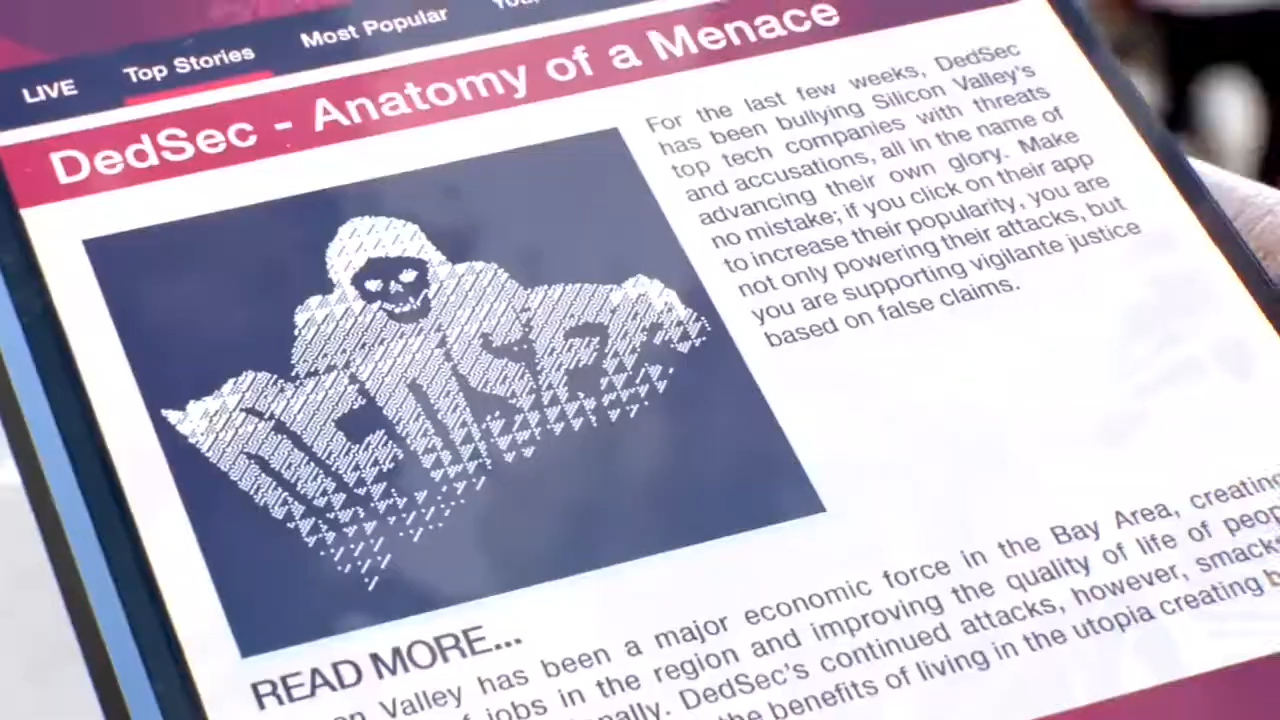 LIVE Top Stories Most Popular
DedSec - Anatomy of a Menace
For the last few weeks, DedSec
has been bullying Silicon Valley's
top tech companies with threats
and accusations, all in the name of
advancing their own glory. Make
no mistake; if you click on their app
to increase their popularity, you are
not only powering their attacks, but
you are supporting vigilante justice
based on false claims.
DEDSEC
READ MORE...
Valley has been a major economic force in the Bay Area, creating
jobs in the region and improving the quality of life of
DedSec's continued attacks, however, smacks
the benefits of living in the utopia creating